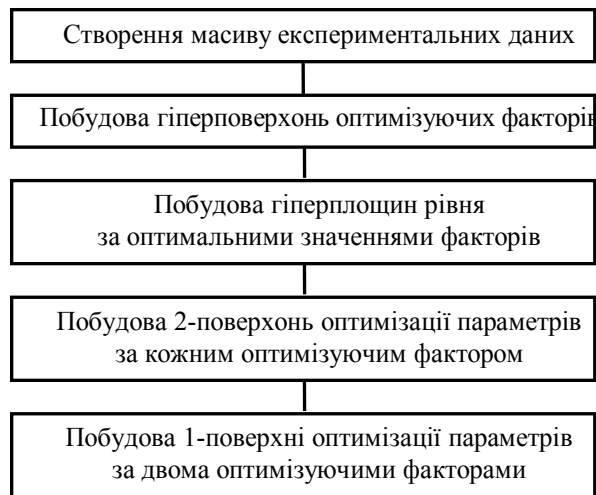 Створення масиву експериментальних даних
Побудова гіперповерхонь оптимізуючих факторів
Побудова гіперплощин рівня
за оптимальними значеннями факторів
Побудова 2-поверхонь оптимізації параметрів
за кожним оптимізуючим фактором
Побудова 1-поверхні оптимізації параметрів
за двома оптимізуючими факторами